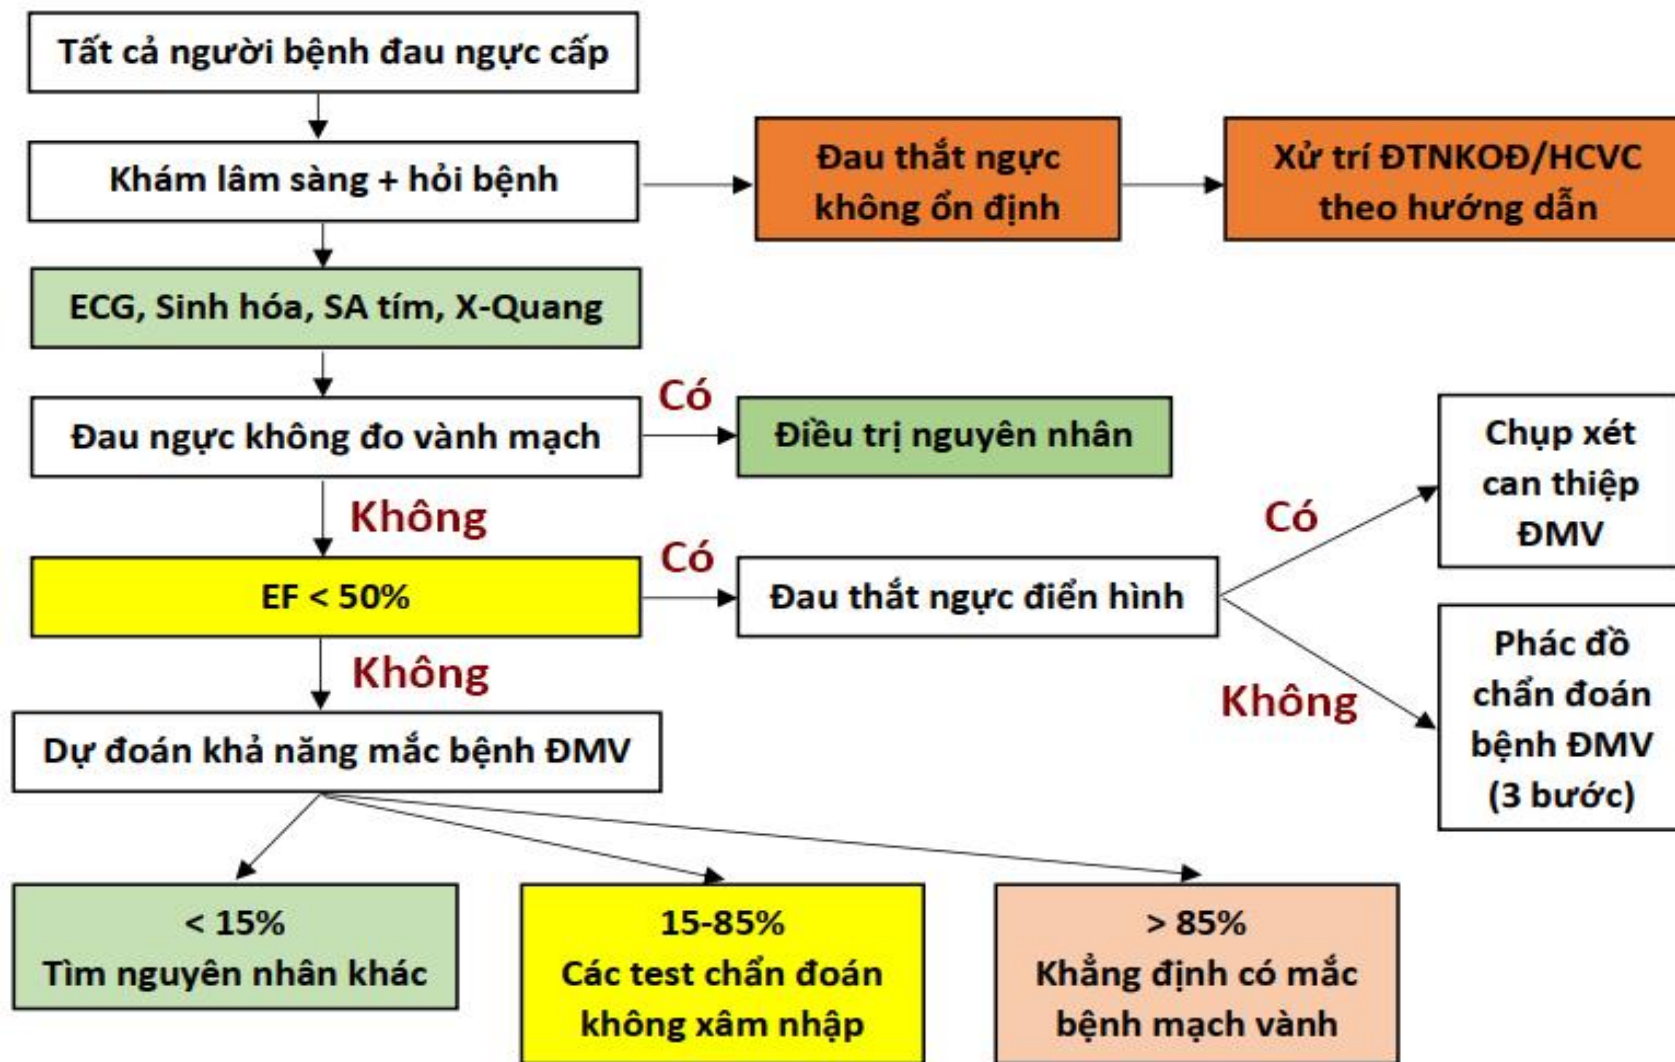 Tất cả người bệnh đau ngực cấp
Khám lâm sàng + hỏi bệnh
Đau thắt ngực
không ổn định
Xử trí ĐTNKOĐ/HCVC
theo hướng dẫn
ECG, Sinh hóa, SA tím, X-Quang
Đau ngực không đo vành mạch
Có
Điều trị nguyên nhân
Không
EF < 50%
Có
Đau thắt ngực điển hình
Có
Chụp xét
can thiệp
ĐMV
Không
Phác đồ
chẩn đoán
bệnh ĐMV
(3 bước)
Không
Dự đoán khả năng mắc bệnh ĐMV
< 15%
Tìm nguyên nhân khác
15-85%
Các test chẩn đoán
không xâm nhập
> 85%
Khẳng định có mắc
bệnh mạch vành